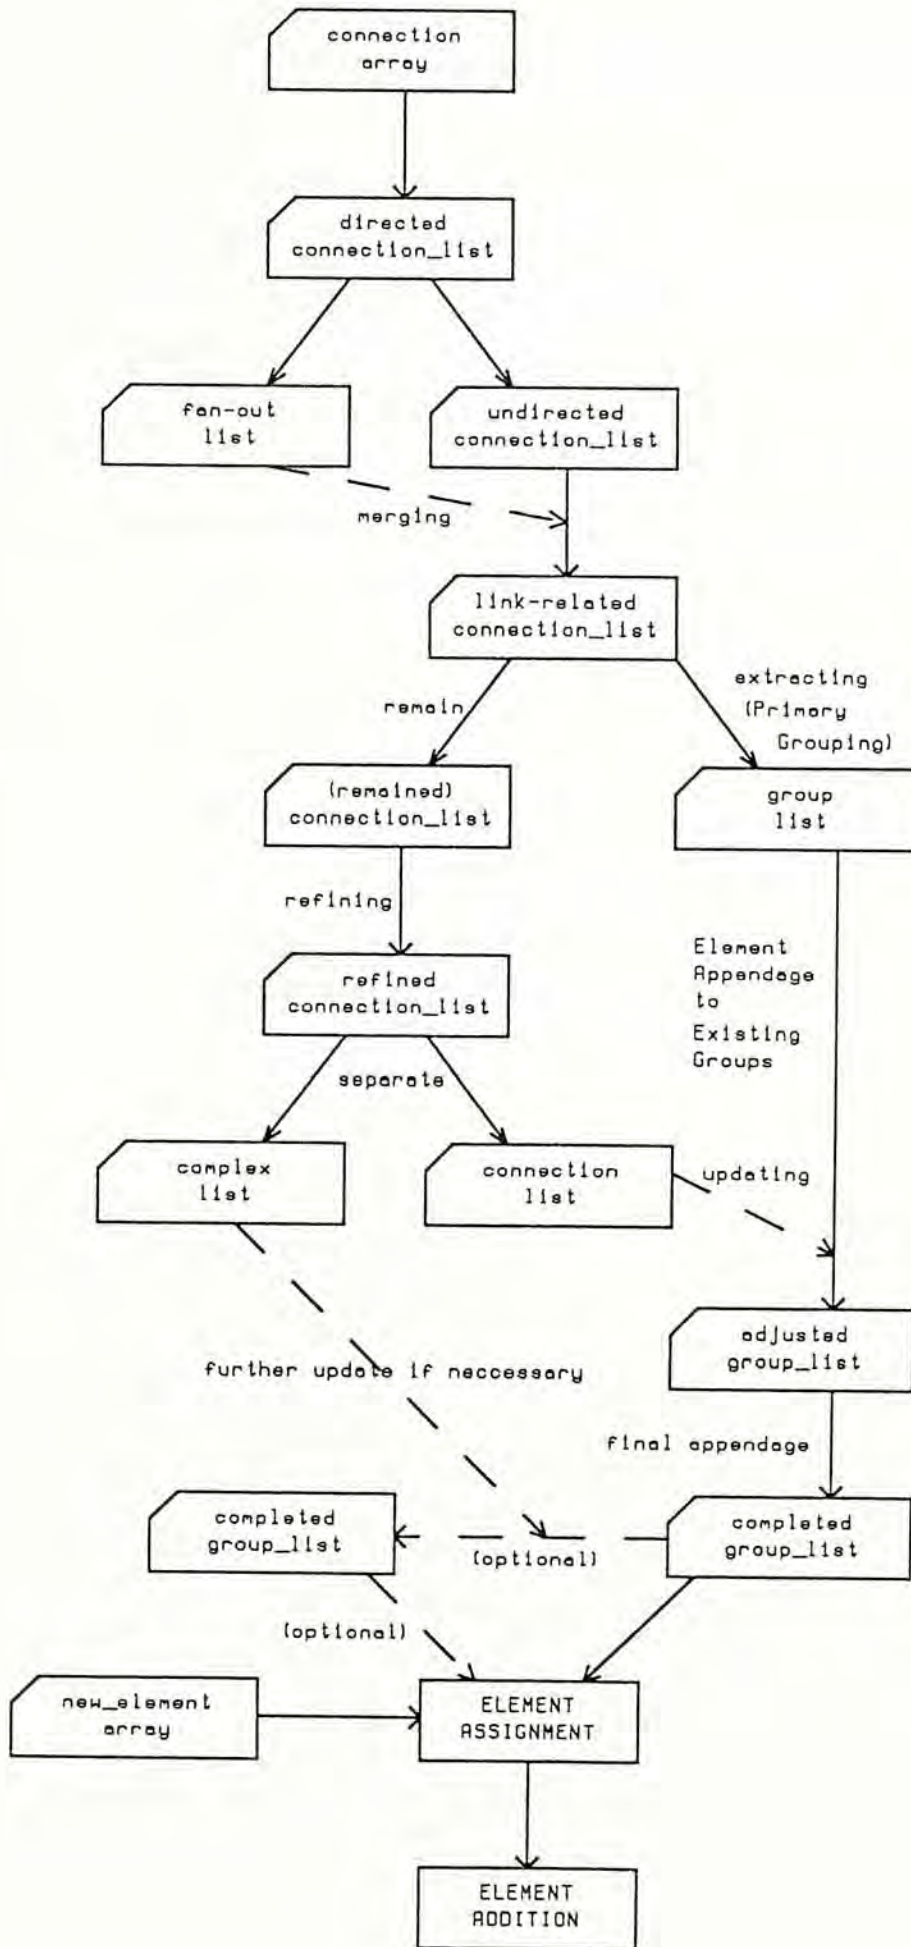 connection
array
directed
connection_list
fan-out
list
undirected
connection_list
merging
link-related
connection_list
remain
extracting
(Primary
Grouping)
(remained)
connection_list
group
list
refining
Element
Appendage
to
Existing
Groups
refined
connection_list
separate
complex
list
connection
list
updating
adjusted
group_list
further update if neccessary
final appendage
completed
group_list
(optional)
completed
group_list
(optional)
new_element
array
ELEMENT
ASSIGNMENT
ELEMENT
ADDITION